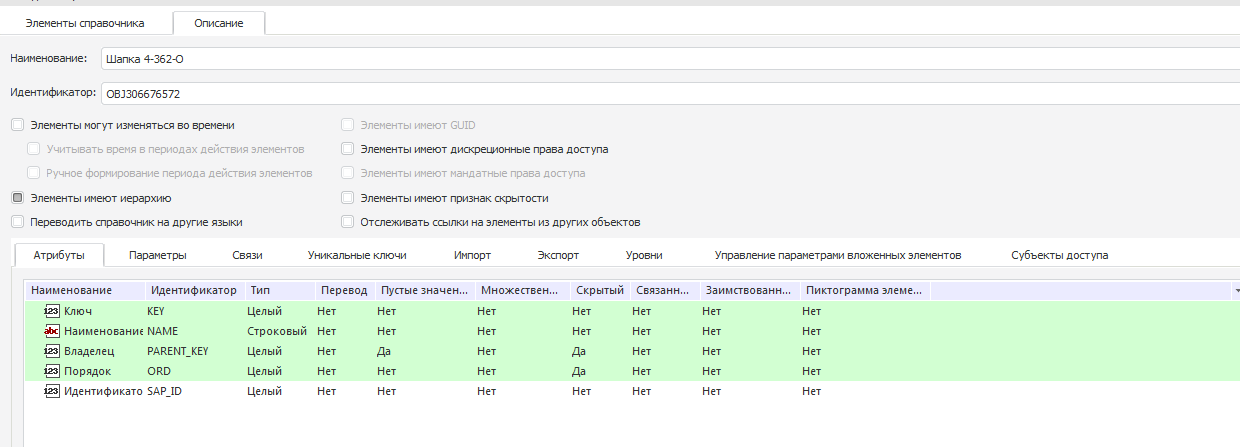 Элементы справочника Описание
Наименование: Шапка 4-362-О
Идентификатор: OBJ306676572
Элементы могут изменяться во времени Элементы имеют GUID
Учитывать время в периодах действия элементов Элементы имеют дискреционные права доступа
Ручное формирование периода действия элементов Элементы имеют мандатные права доступа
Элементы имеют иерархию Элементы имеют признак скрытости
Переводить справочник на другие языки Отслеживать ссылки на элементы из других объектов
Атрибуты Параметры Связи Уникальные ключи Импорт Экспорт Уровни Управление параметрами вложенных элементов Субъекты доступа
Наименование Идентификатор Тип Перевод Пустые значен... Множествен... Скрытый Связанн... Заимствованн... Пиктограмма элеме...
123 Ключ KEY Целый Нет Нет Нет Нет Нет Нет Нет
abc Наименование NAME Строковый Нет Нет Нет Нет Нет Нет Нет
123 Владелец PARENT_KEY Целый Нет Да Нет Да Нет Нет Нет
123 Порядок ORD Целый Нет Нет Нет Да Нет Нет Нет
123 Идентификато SAP_ID Целый Нет Нет Нет Нет Нет Нет Нет